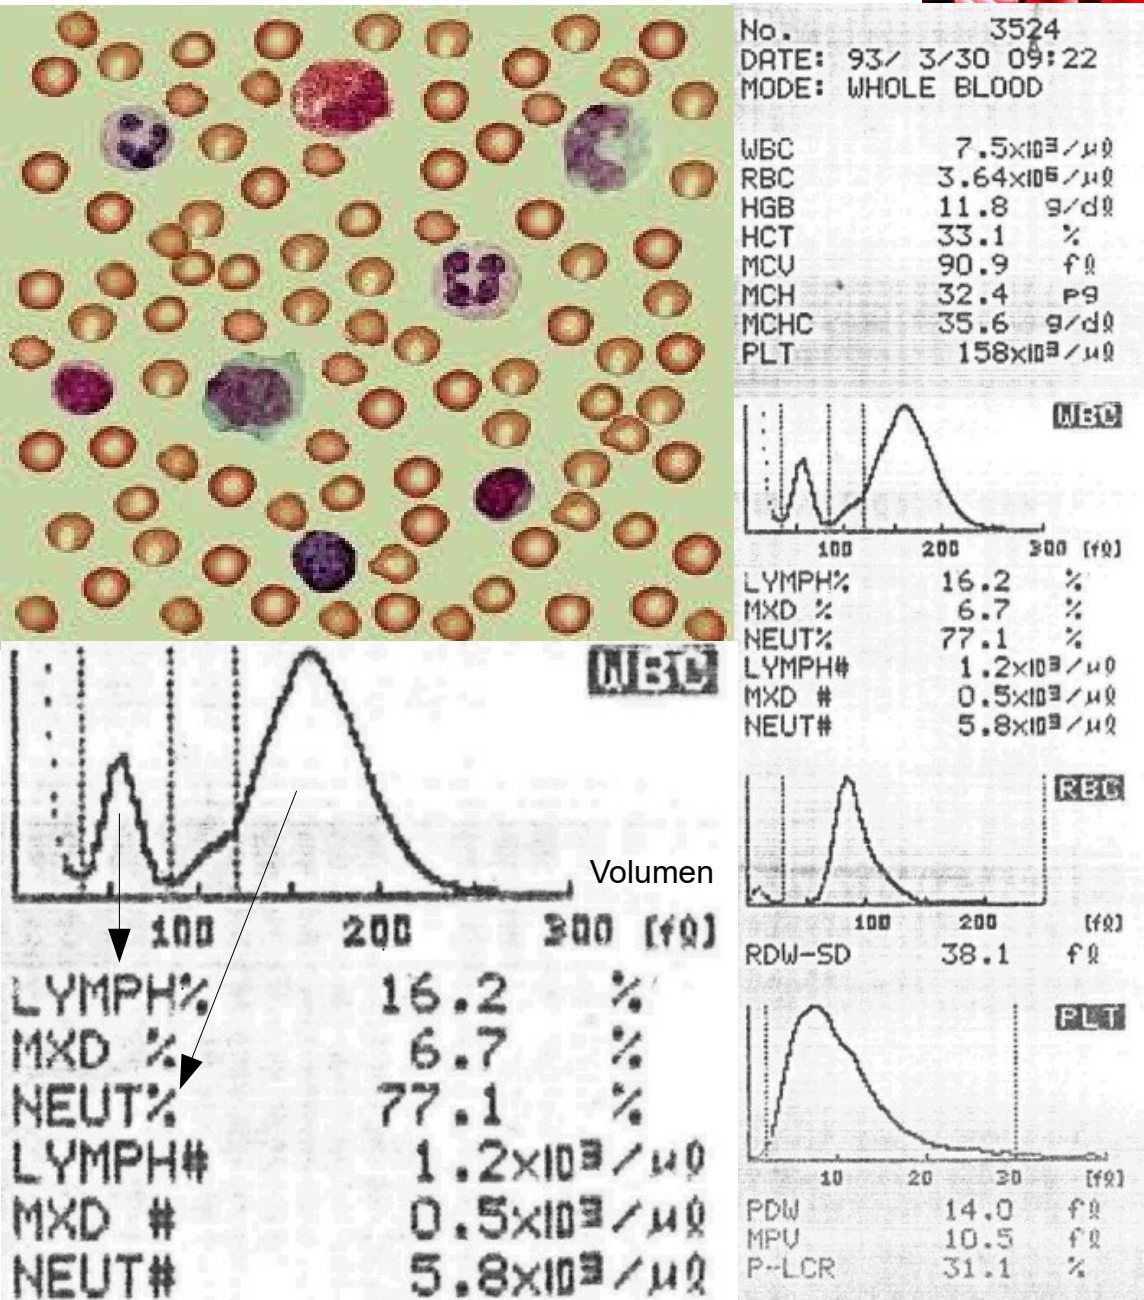 No. 3524
DATE: 93/ 3/30 09:22
MODE: WHOLE BLOOD
WBC 7.5x10³/µℓ
RBC 3.64x10⁶/µℓ
HGB 11.8 g/dℓ
HCT 33.1 %
MCV 90.9 fℓ
MCH 32.4 pg
MCHC 35.6 g/dℓ
PLT 158x10³/µℓ
WBC
100 200 300 [fℓ]
LYMPH% 16.2 %
MXD % 6.7 %
NEUT% 77.1 %
LYMPH# 1.2x10³/µℓ
MXD # 0.5x10³/µℓ
NEUT# 5.8x10³/µℓ
RBC
100 200 [fℓ]
RDW-SD 38.1 fℓ
PLT
10 20 30 [fℓ]
PDW 14.0 fℓ
MPV 10.5 fℓ
P-LCR 31.1 %
WBC
Volumen
100 200 300 [fℓ]
LYMPH% 16.2 %
MXD % 6.7 %
NEUT% 77.1 %
LYMPH# 1.2x10³/µℓ
MXD # 0.5x10³/µℓ
NEUT# 5.8x10³/µℓ